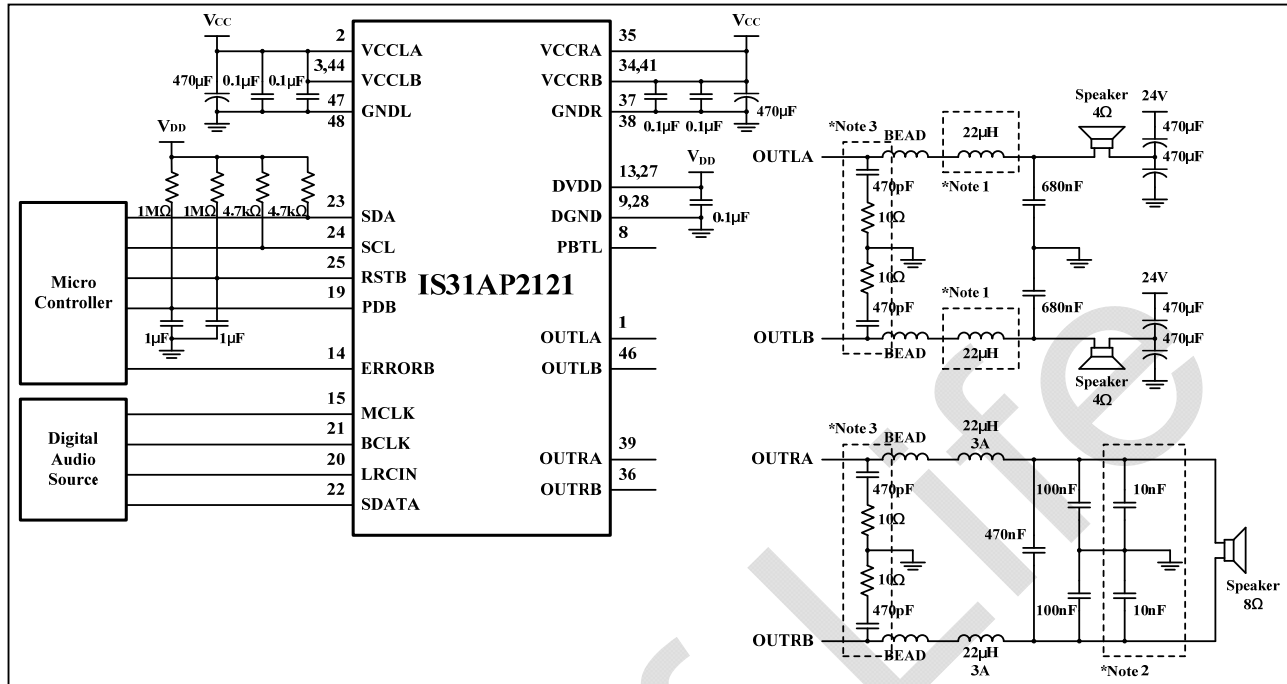 VCC
470µF
0.1µF
0.1µF
2
VCCLA
3,44
VCCLB
47
GNDL
48
VDD
1MΩ
1MΩ
4.7kΩ
4.7kΩ
Micro
Controller
23
SDA
24
SCL
25
RSTB
19
PDB
1µF
1µF
14
ERRORB
Digital
Audio
Source
15
MCLK
21
BCLK
20
LRCIN
22
SDATA
IS31AP2121
VCC
35
VCCRA
34,41
VCCRB
37
GNDR
38
0.1µF
0.1µF
470µF
VDD
13,27
DVDD
9,28
DGND
0.1µF
8
PBTL
1
OUTLA
46
OUTLB
39
OUTRA
36
OUTRB
*Note 3
BEAD
22µH
*Note 1
OUTLA
470pF
10Ω
10Ω
470pF
OUTLB
BEAD
*Note 1
22µH
680nF
680nF
Speaker
4Ω
24V
470µF
470µF
24V
470µF
470µF
Speaker
4Ω
*Note 3
BEAD
22µH
3A
OUTRA
470pF
10Ω
10Ω
470pF
OUTRB
BEAD
22µH
3A
470nF
100nF
100nF
10nF
10nF
*Note 2
Speaker
8Ω
f Life